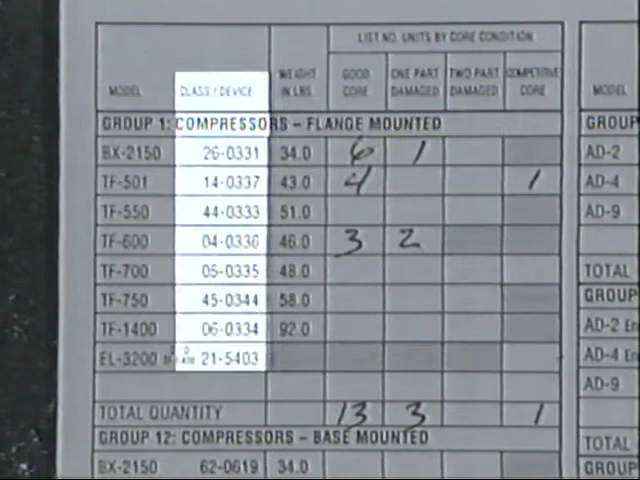 LIST NO. UNITS BY CORE CONDITION
MODEL CLASS / DEVICE WEIGHT IN LBS GOOD CORE ONE PART DAMAGED TWO PART DAMAGED COMPETITIVE CORE MODEL
GROUP 1: COMPRESSORS – FLANGE MOUNTED GROUP
BX-2150 26-0331 34.0 6 1 AD-2
TF-501 14-0337 43.0 4 1 AD-4
TF-550 44-0333 51.0 AD-9
TF-600 04-0336 46.0 3 2
TF-700 05-0335 48.0 TOTAL
TF-750 45-0344 58.0 GROUP
TF-1400 06-0334 92.0 AD-2
EL-3200 21-5403 AD-4
AD-9
TOTAL QUANTITY 13 3 1
GROUP 12: COMPRESSORS – BASE MOUNTED TOTAL
BX-2150 62-0619 34.0 GROUP